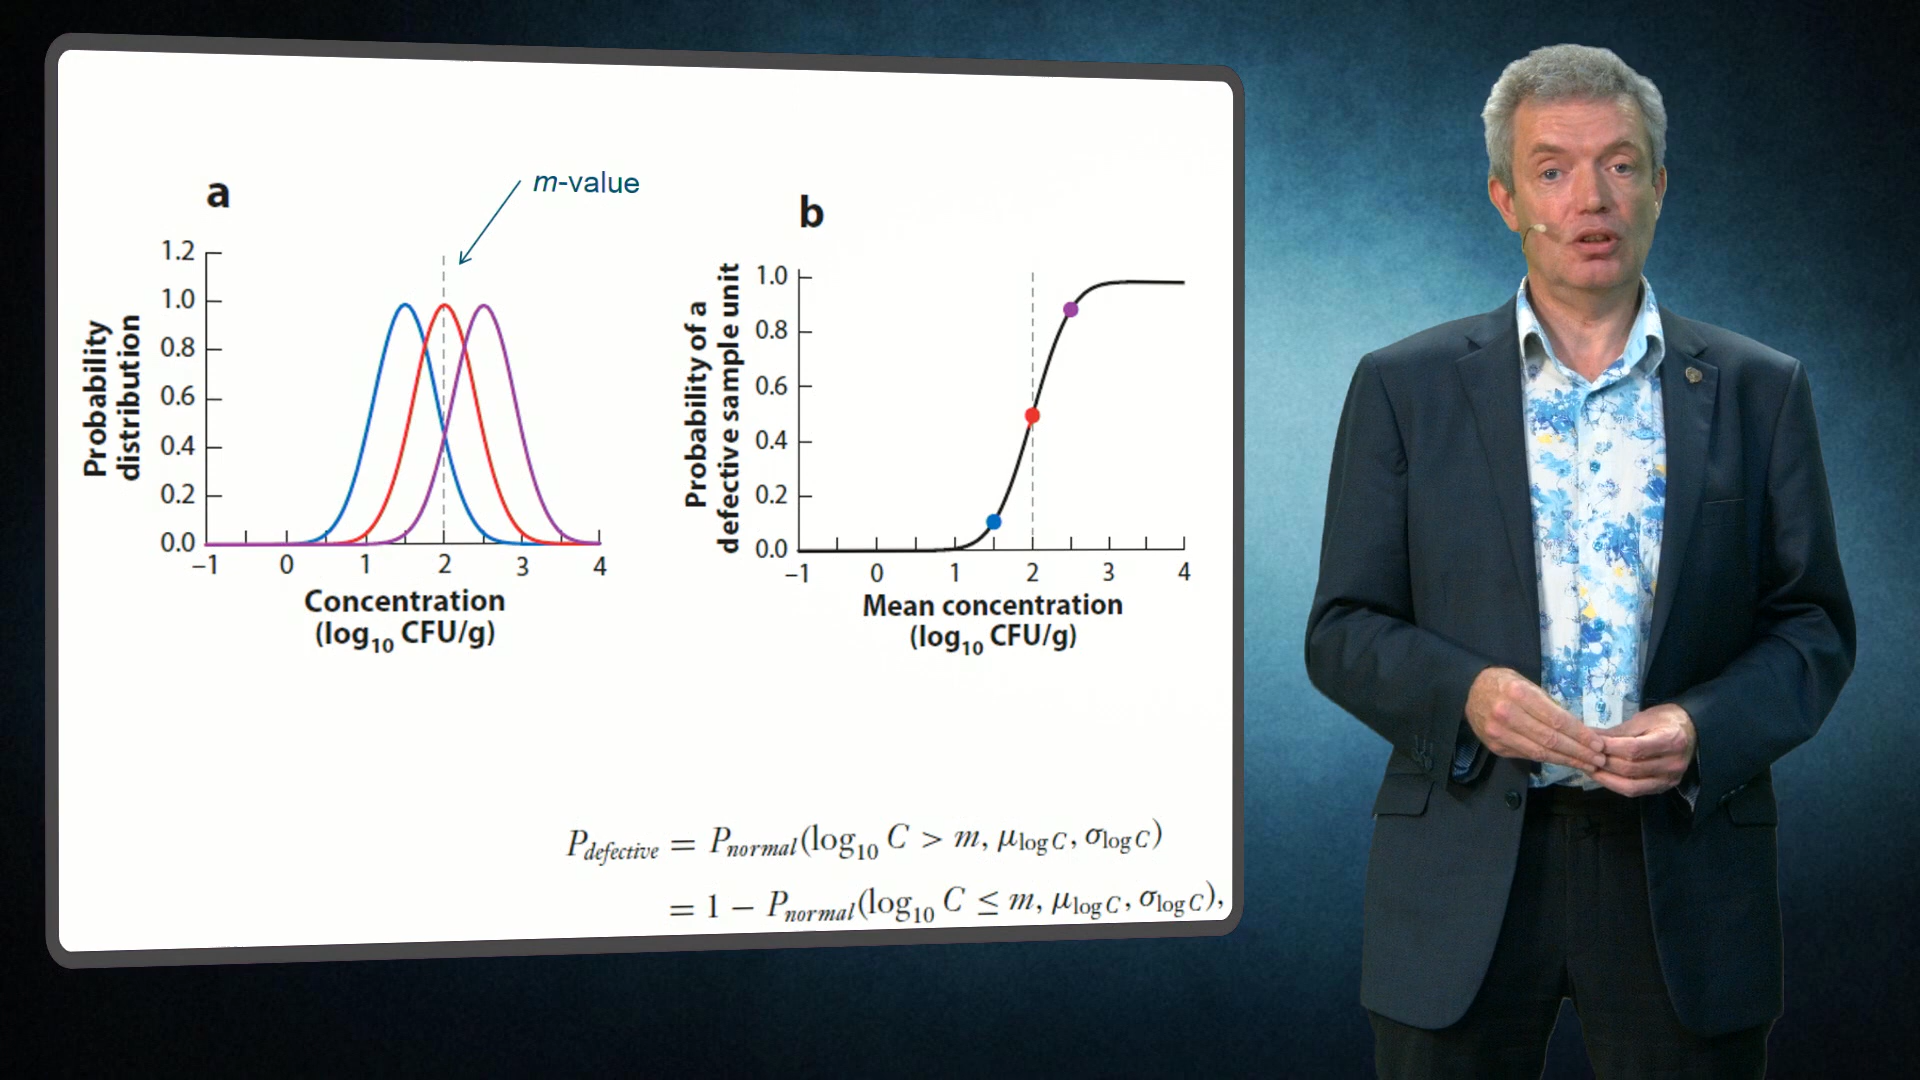 a
m-value
1.2
1.0
0.8
0.6
0.4
0.2
0.0
Probability
distribution
−1 0 1 2 3 4
Concentration
(log10 CFU/g)
b
1.0
0.8
0.6
0.4
0.2
0.0
Probability of a
defective sample unit
−1 0 1 2 3 4
Mean concentration
(log10 CFU/g)
Pdefective = Pnormal(log10 C > m, μlog C, σlog C)
= 1 − Pnormal(log10 C ≤ m, μlog C, σlog C),